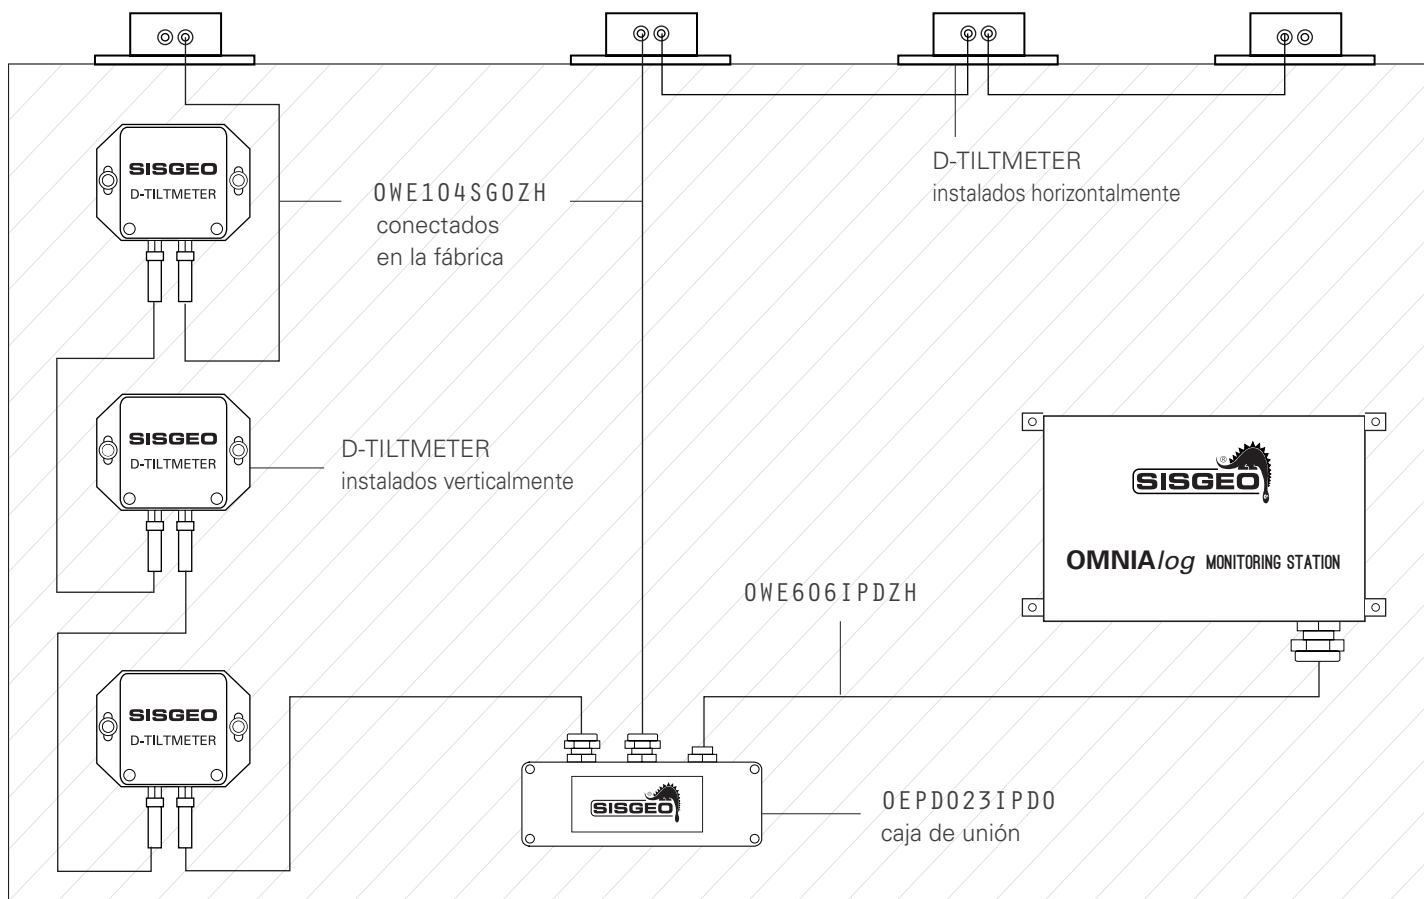 SISGEO
D-TILTMETER
0WE104SG0ZH
conectados
en la fábrica
D-TILTMETER
instalados horizontalmente
SISGEO
D-TILTMETER
D-TILTMETER
instalados verticalmente
®
SISGEO
OMNIAlog MONITORING STATION
0WE606IPDZH
SISGEO
D-TILTMETER
®
SISGEO
0EPD023IPD0
caja de unión